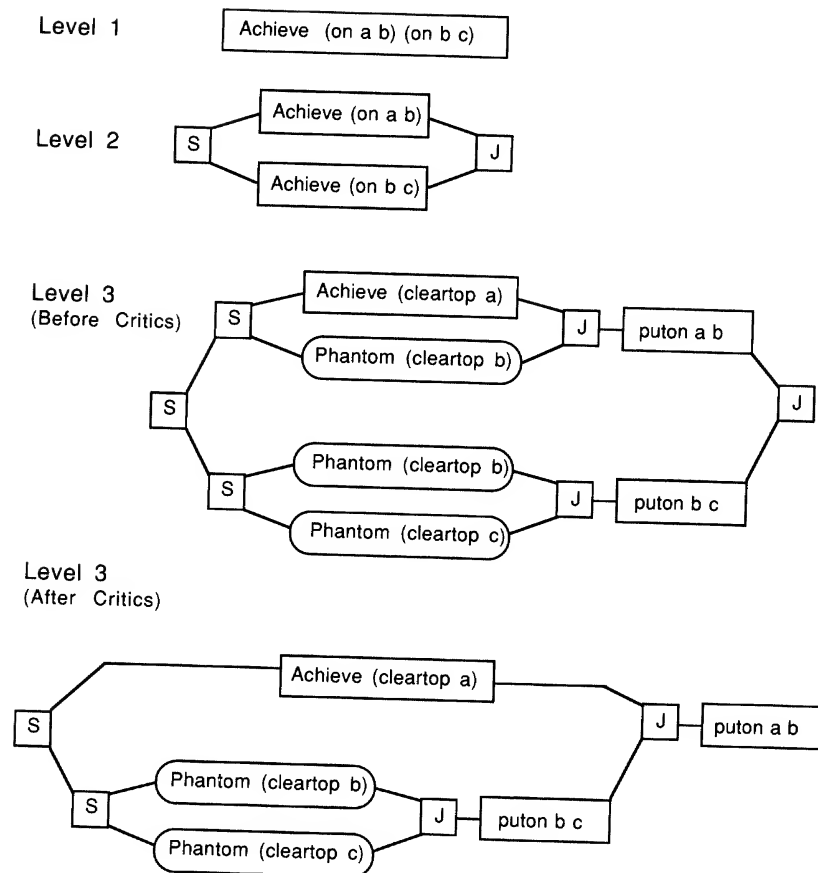 Level 1
Achieve (on a b) (on b c)
Level 2
Achieve (on a b)
S
J
Achieve (on b c)
Level 3
(Before Critics)
Achieve (cleartop a)
S
J
puton a b
Phantom (cleartop b)
S
J
Phantom (cleartop b)
S
J
puton b c
Phantom (cleartop c)
Level 3
(After Critics)
Achieve (cleartop a)
S
J
puton a b
Phantom (cleartop b)
S
J
puton b c
Phantom (cleartop c)